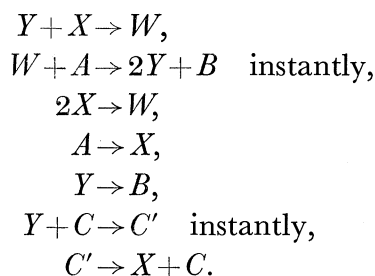 Y+X→W,
W+A→2Y+B instantly,
2X→W,
A→X,
Y→B,
Y+C→C′ instantly,
C′→X+C.